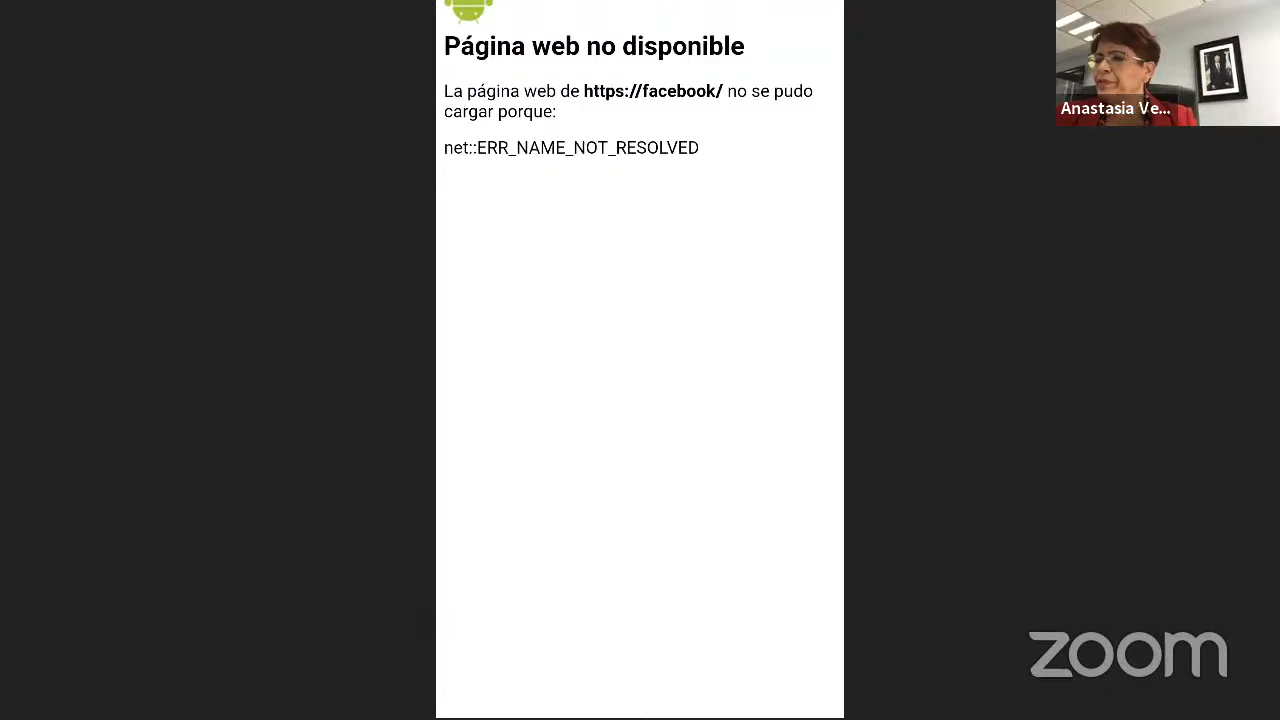 Página web no disponible
La página web de https://facebook/ no se pudo
cargar porque:
net::ERR_NAME_NOT_RESOLVED
Anastasia Ve...
zoom